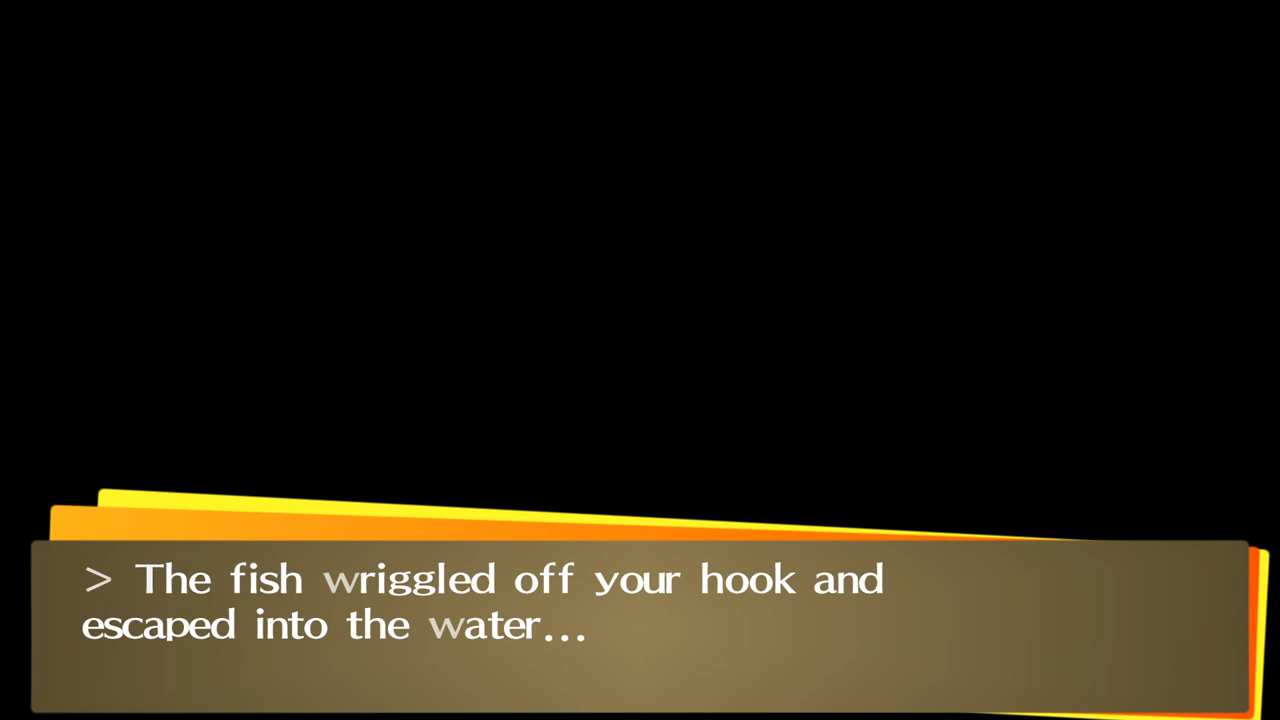 > The fish wriggled off your hook and
escaped into the water...